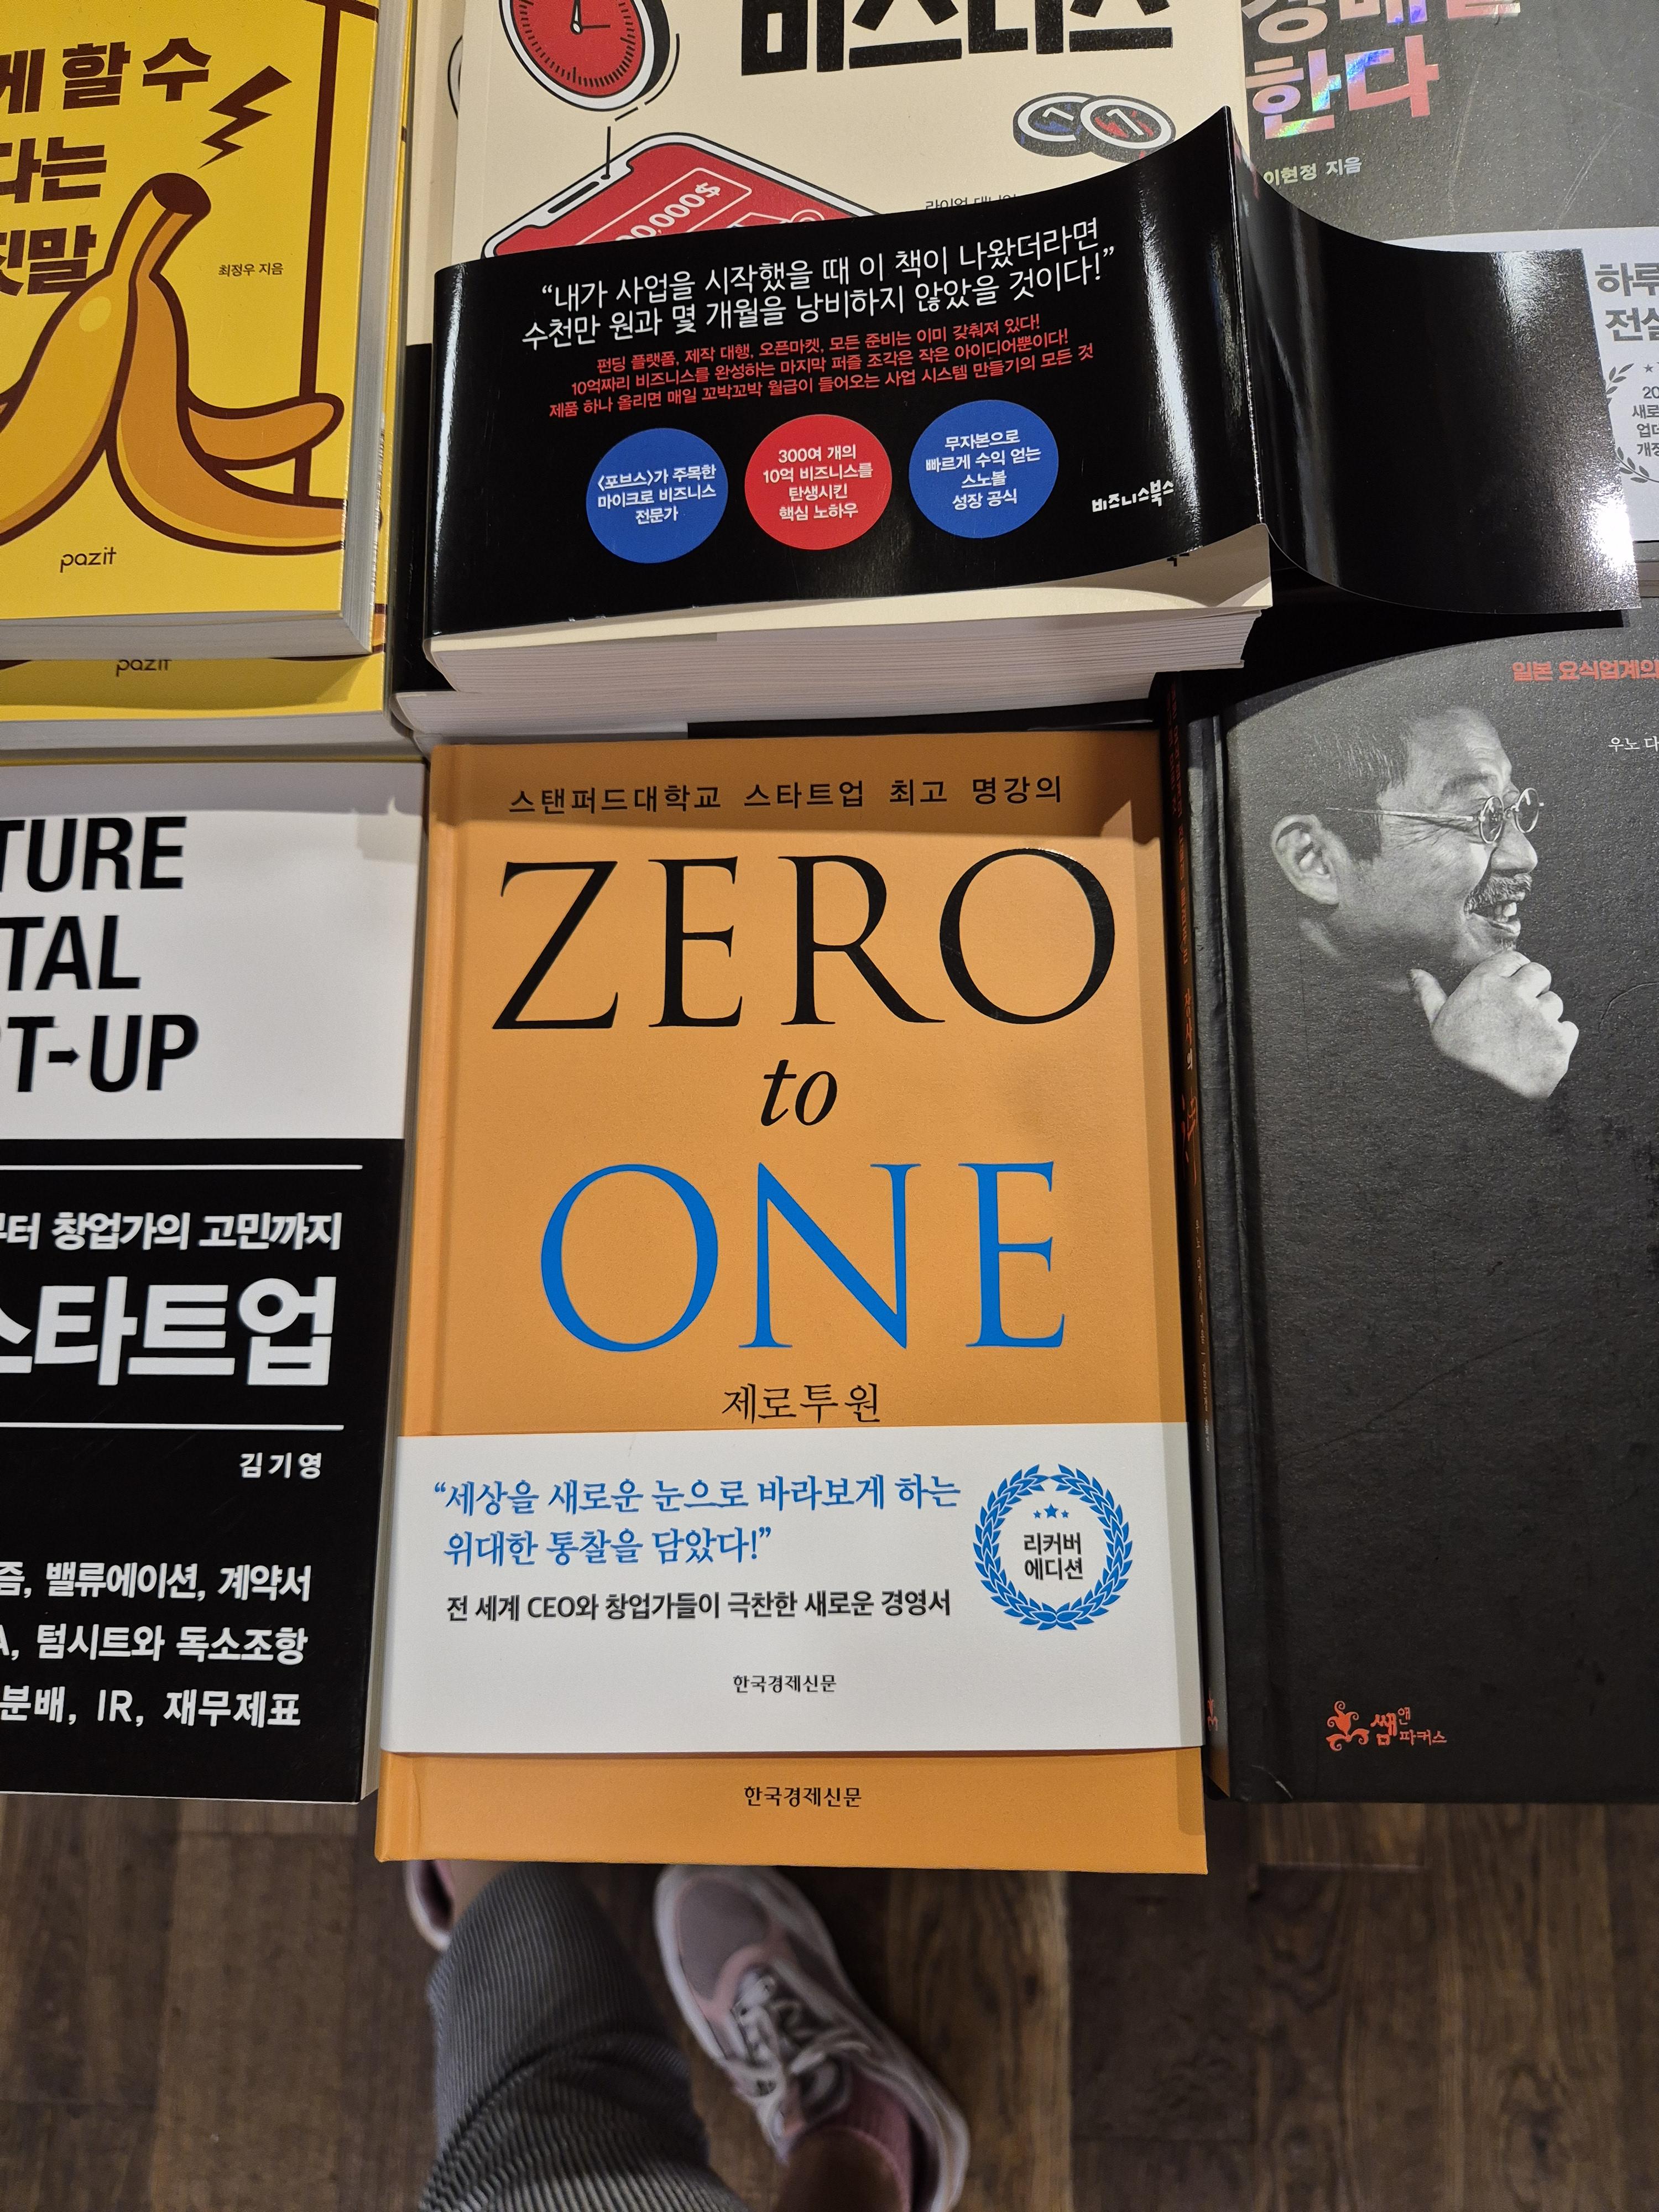 할 수
다는
최정우 지음
pazit
pazit
비즈니스
00,000$
“내가 사업을 시작했을 때 이 책이 나왔더라면
수천만 원과 몇 개월을 낭비하지 않았을 것이다!”
펀딩 플랫폼, 제작 대행, 오픈마켓, 모든 준비는 이미 갖춰져 있다!
10억짜리 비즈니스를 완성하는 마지막 퍼즐 조각은 작은 아이디어뿐이다!
제품 하나 올리면 매일 꼬박꼬박 월급이 들어오는 사업 시스템 만들기의 모든 것
〈포브스〉가 주목한
마이크로 비즈니스
전문가
300여 개의
10억 비즈니스를
탄생시킨
핵심 노하우
무자본으로
빠르게 수익 얻는
스노볼
성장 공식
비즈니스북스
한다
이현정 지음
하루
전설
TURE
TAL
T-UP
터 창업가의 고민까지
스타트업
김기영
즘, 밸류에이션, 계약서
A, 텀시트와 독소조항
분배, IR, 재무제표
스탠퍼드대학교 스타트업 최고 명강의
ZERO
to
ONE
제로 투 원
“세상을 새로운 눈으로 바라보게 하는
위대한 통찰을 담았다!”
전 세계 CEO와 창업가들이 극찬한 새로운 경영서
리커버
에디션
한국경제신문
한국경제신문
일본 요식업계의
우노 다
쌤앤파커스